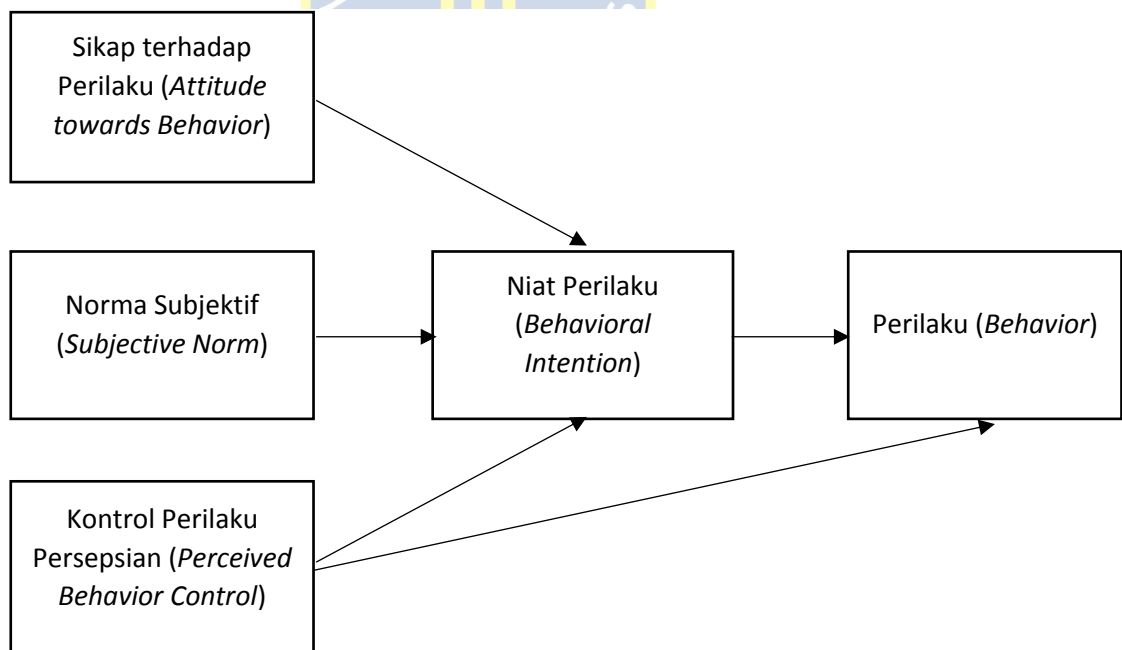 Sikap terhadap
Perilaku (Attitude
towards Behavior)
Norma Subjektif
(Subjective Norm)
Niat Perilaku
(Behavioral
Intention)
Perilaku (Behavior)
Kontrol Perilaku
Persepsian (Perceived
Behavior Control)